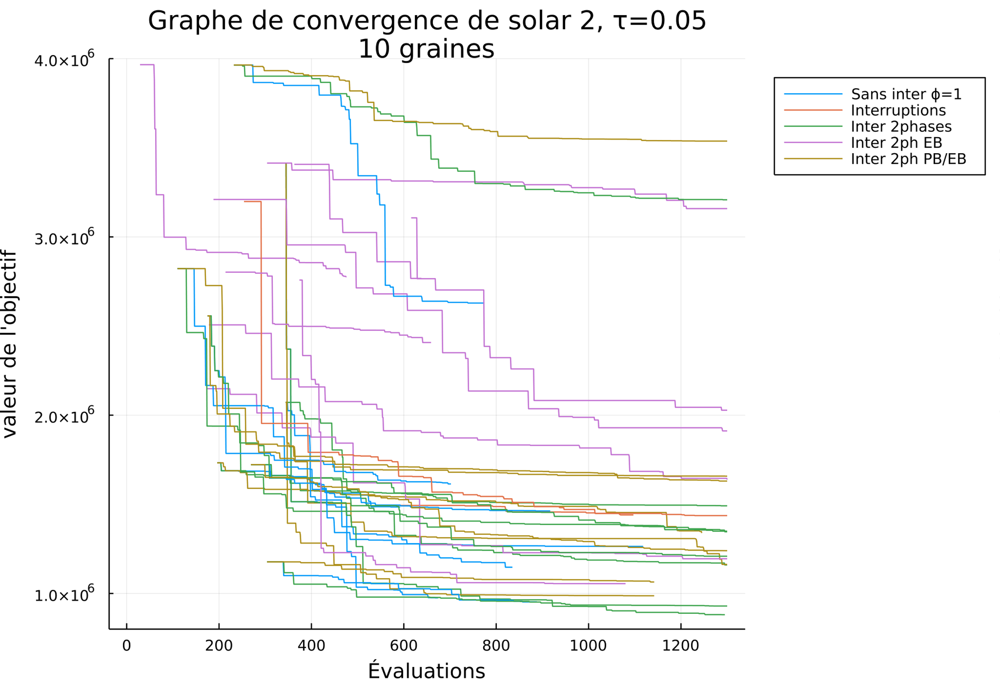 Graphe de convergence de solar 2, τ=0.05
10 graines
valeur de l'objectif
4.0×10⁶
3.0×10⁶
2.0×10⁶
1.0×10⁶
0 200 400 600 800 1000 1200
Évaluations
Sans inter ϕ=1
Interruptions
Inter 2phases
Inter 2ph EB
Inter 2ph PB/EB